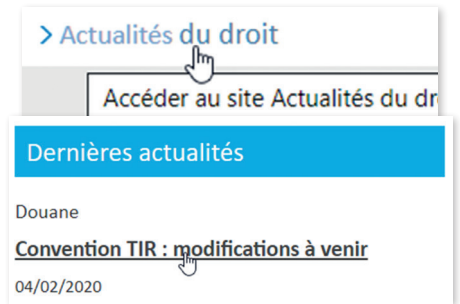 > Actualités du droit
Accéder au site Actualités du dr
Dernières actualités
Douane
Convention TIR : modifications à venir
04/02/2020